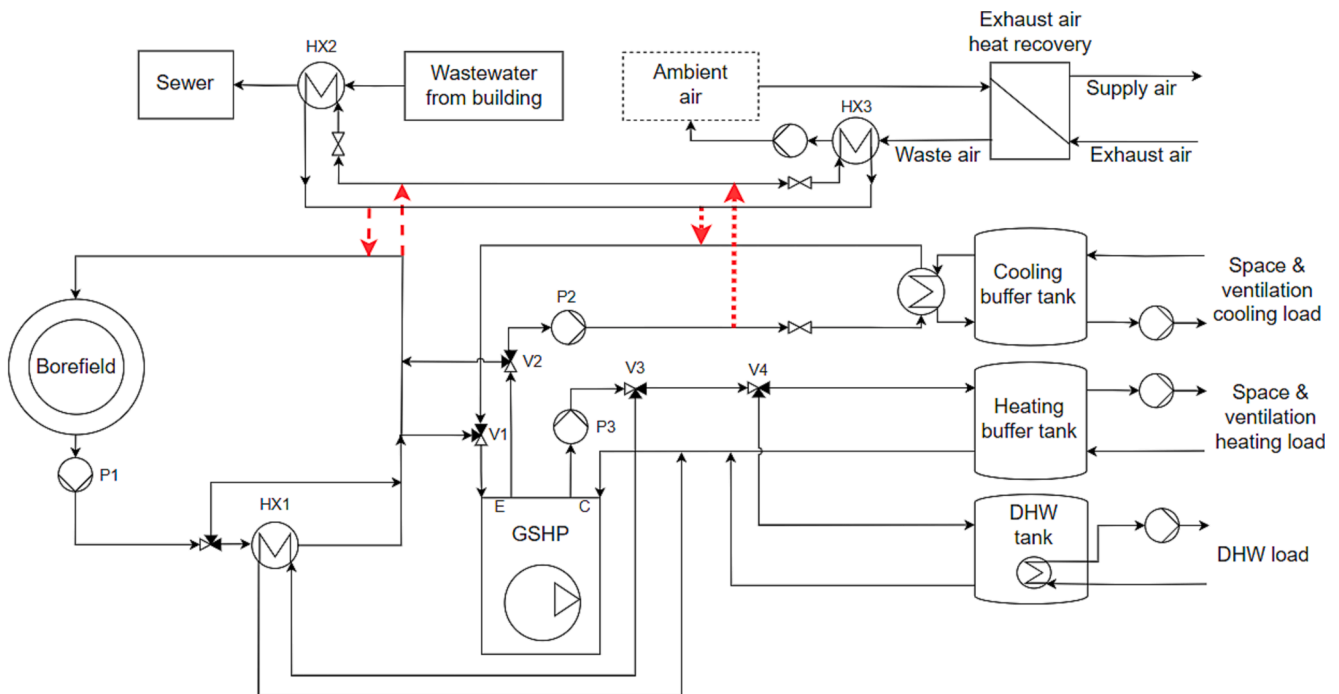 Exhaust air
heat recovery
HX2
Sewer
Wastewater
from building
Ambient
air
HX3
Supply air
Waste air
Exhaust air
Cooling
buffer tank
Space &
ventilation
cooling load
P2
Borefield
V2
V3
V4
Heating
buffer tank
Space &
ventilation
heating load
V1
P3
P1
HX1
E
C
GSHP
DHW
tank
DHW load